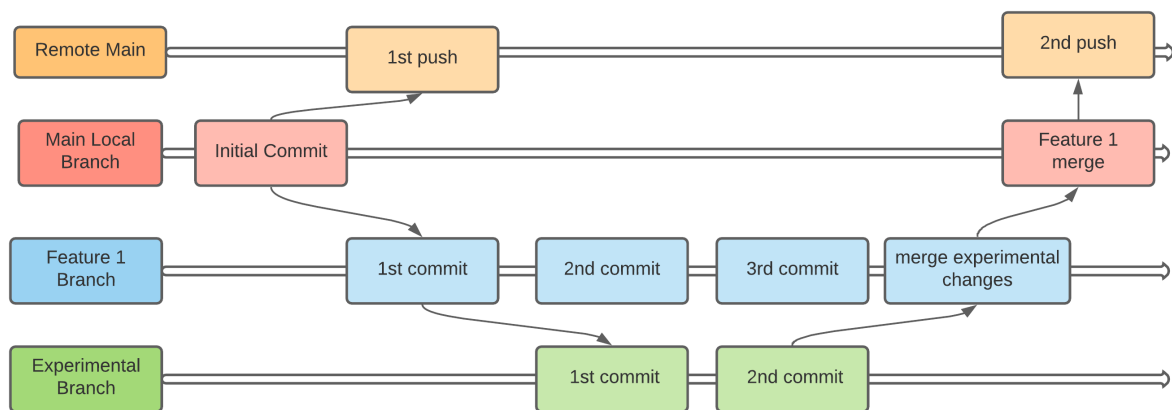 Remote Main
1st push
2nd push
Main Local
Branch
Initial Commit
Feature 1
merge
Feature 1
Branch
1st commit
2nd commit
3rd commit
merge experimental
changes
Experimental
Branch
1st commit
2nd commit